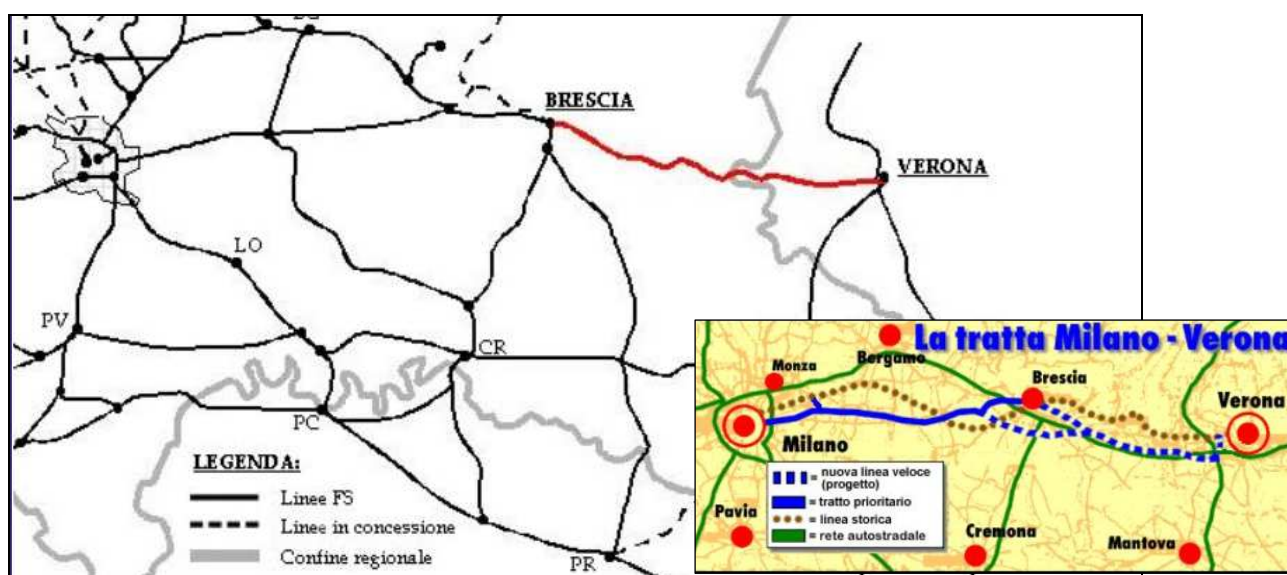 BRESCIA
VERONA
LO
PV
CR
PC
PR
LEGENDA:
Linee FS
Linee in concessione
Confine regionale
La tratta Milano - Verona
Bergamo
Monza
Brescia
Verona
Milano
= nuova linea veloce
(progetto)
= tratto prioritario
= linea storica
= rete autostradale
Pavia
Cremona
Mantova